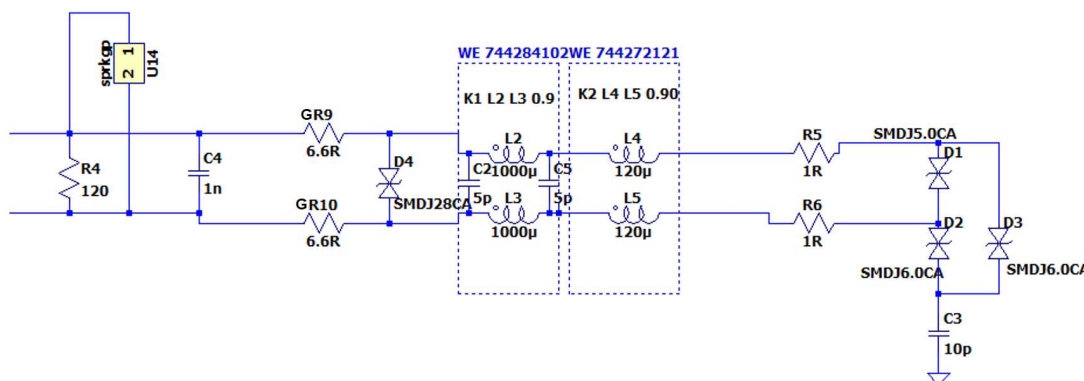 WE 744284102
WE 744272121
sprkgp
1
2
U14
K1 L2 L3 0.9
K2 L4 L5 0.90
GR9
6.6R
R4
120
C4
1n
D4
SMDJ28CA
GR10
6.6R
L2
1000µ
C2
5p
L3
1000µ
C5
5p
L4
120µ
L5
120µ
R5
1R
R6
1R
SMDJ5.0CA
D1
D2
SMDJ6.0CA
D3
SMDJ6.0CA
C3
10p